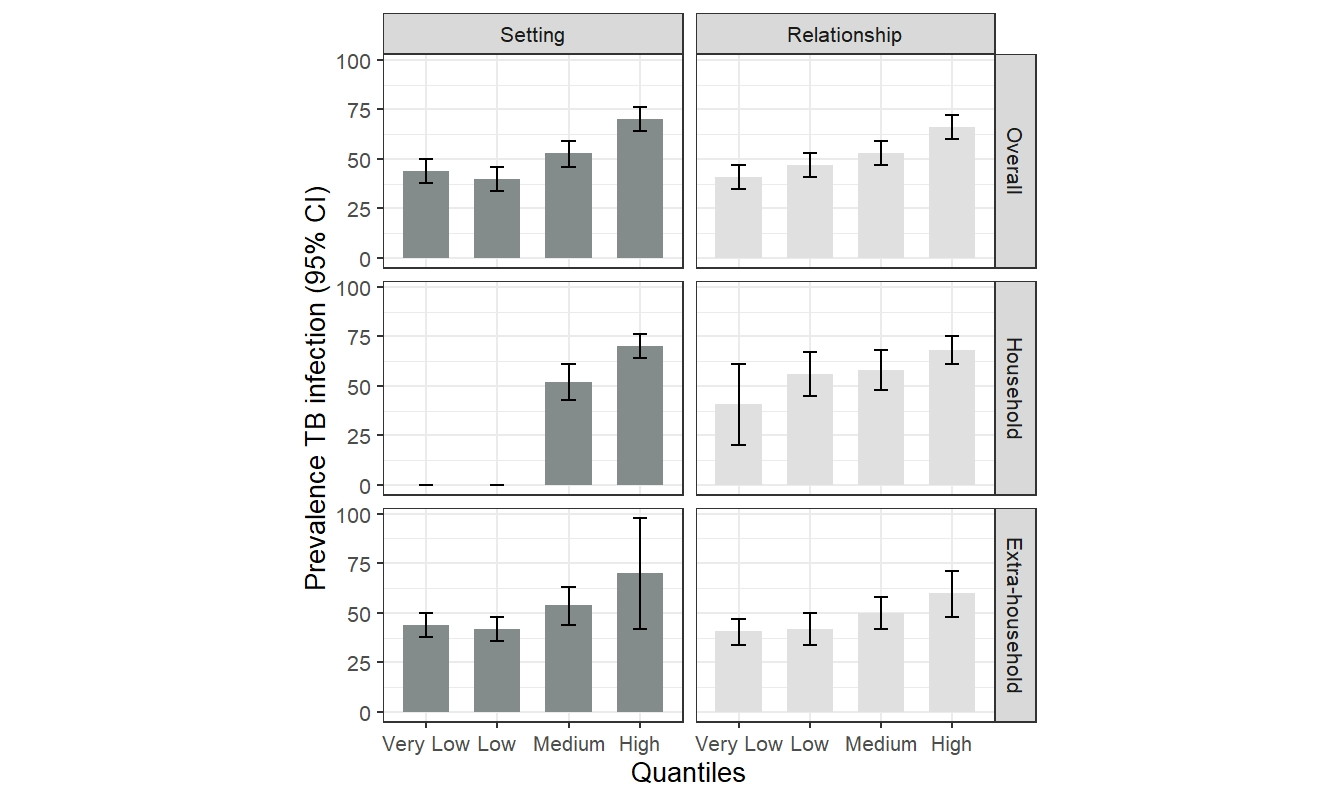 Setting Relationship
Prevalence TB infection (95% CI)
100
75
50
25
0
Overall
100
75
50
25
0
Household
100
75
50
25
0
Extra-household
Very Low Low Medium High Very Low Low Medium High
Quantiles